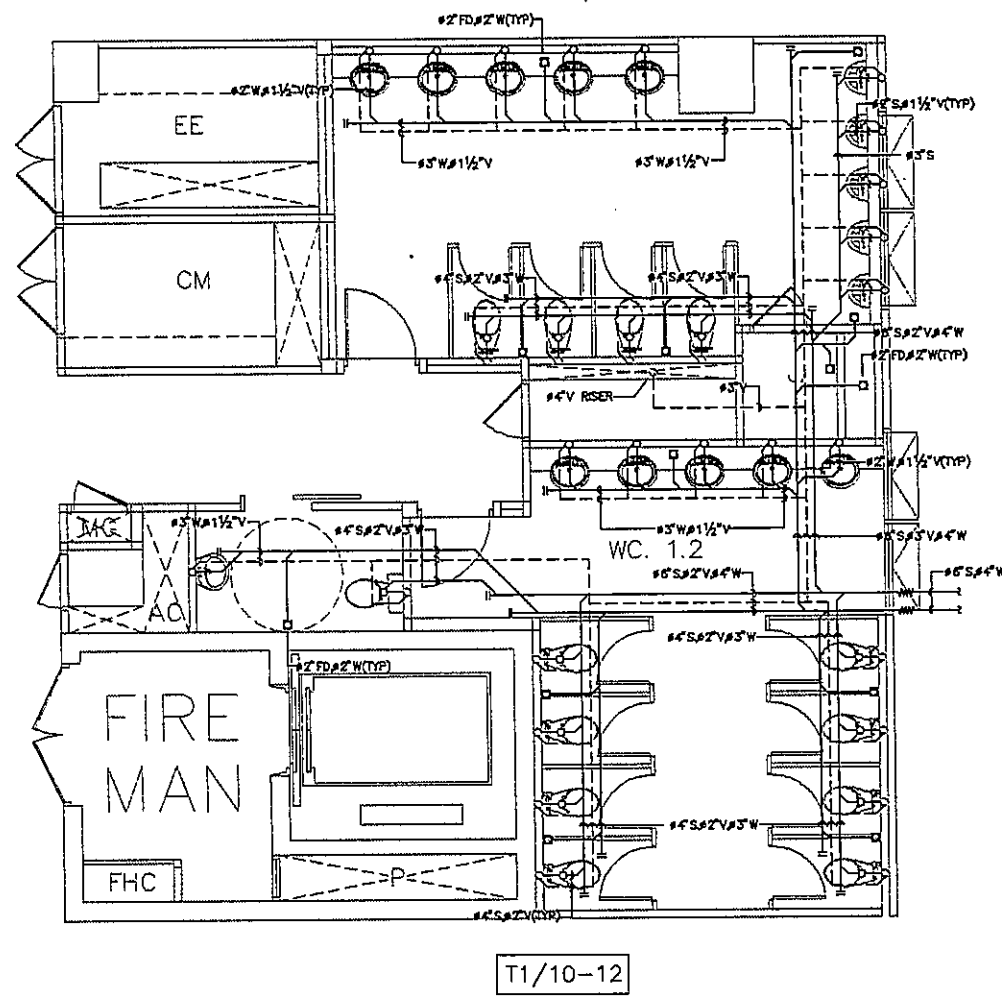 ø2"FD,ø2"W(TYP)
ø2"W,ø1½"V(TYP)
EE
ø2"S,ø1½"V(TYP)
ø3"W,ø1½"V
ø3"W,ø1½"V
ø3"S
CM
ø4"S,ø2"V,ø3"W
ø4"S,ø2"V,ø3"W
ø2"V,ø4"W
ø2"FD,ø2"W(TYP)
ø4"V RISER
ø3"V
ø2"W,ø1½"V(TYP)
ø3"W,ø1½"V
ø4"S,ø2"V,ø3"W
ø3"W,ø1½"V
WC. 1.2
ø3"V,ø4"W
ø6"S,ø2"V,ø4"W
ø6"S,ø4"W
AC
ø4"S,ø2"V,ø3"W
ø2"FD,ø2"W(TYP)
FIRE
MAN
ø4"S,ø2"V,ø3"W
FHC
P
ø4"S,ø2"V(TYP)
T1/10-12